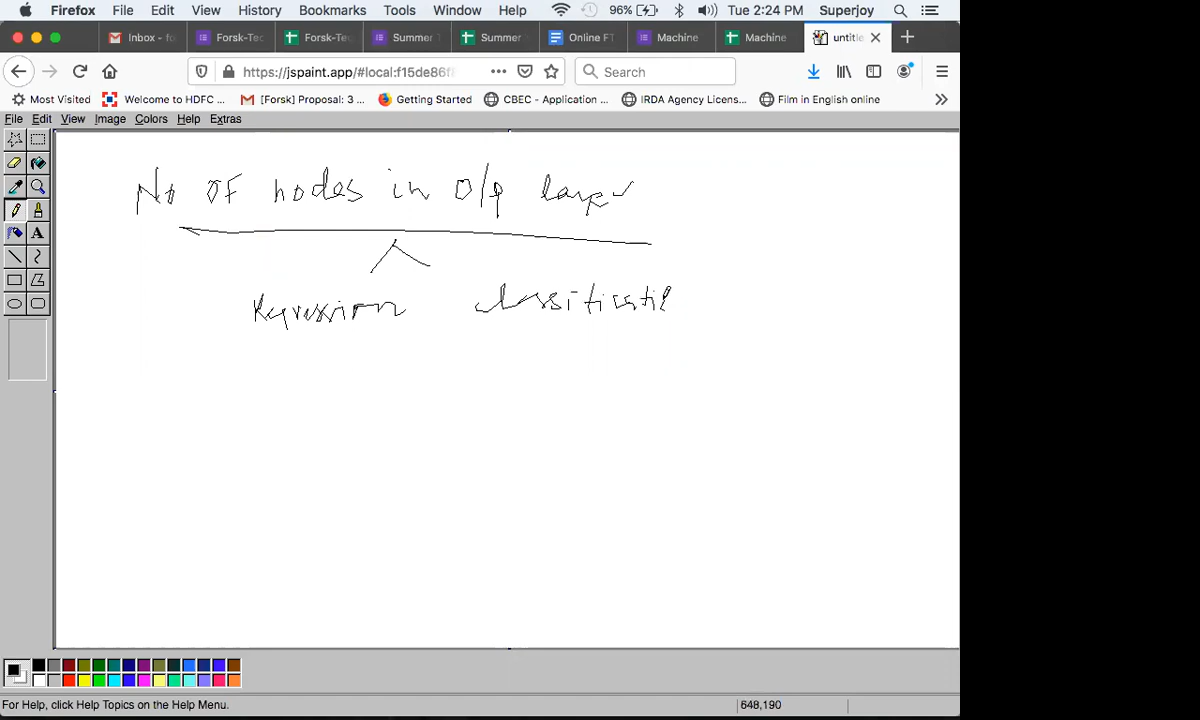 Firefox File Edit View History Bookmarks Tools Window Help 96% Tue 2:24 PM Superjoy
Inbox - fo Forsk-Tec Forsk-Tec Summer T Summer Online FT Machine Machine untitle
https://jspaint.app/#local:f15de86f Search
Most Visited Welcome to HDFC ... [Forsk] Proposal: 3 ... Getting Started CBEC - Application ... IRDA Agency Licens... Film in English online
File Edit View Image Colors Help Extras
No OF nodes in O/p layer
Regression classificatio
For Help, click Help Topics on the Help Menu. 648,190